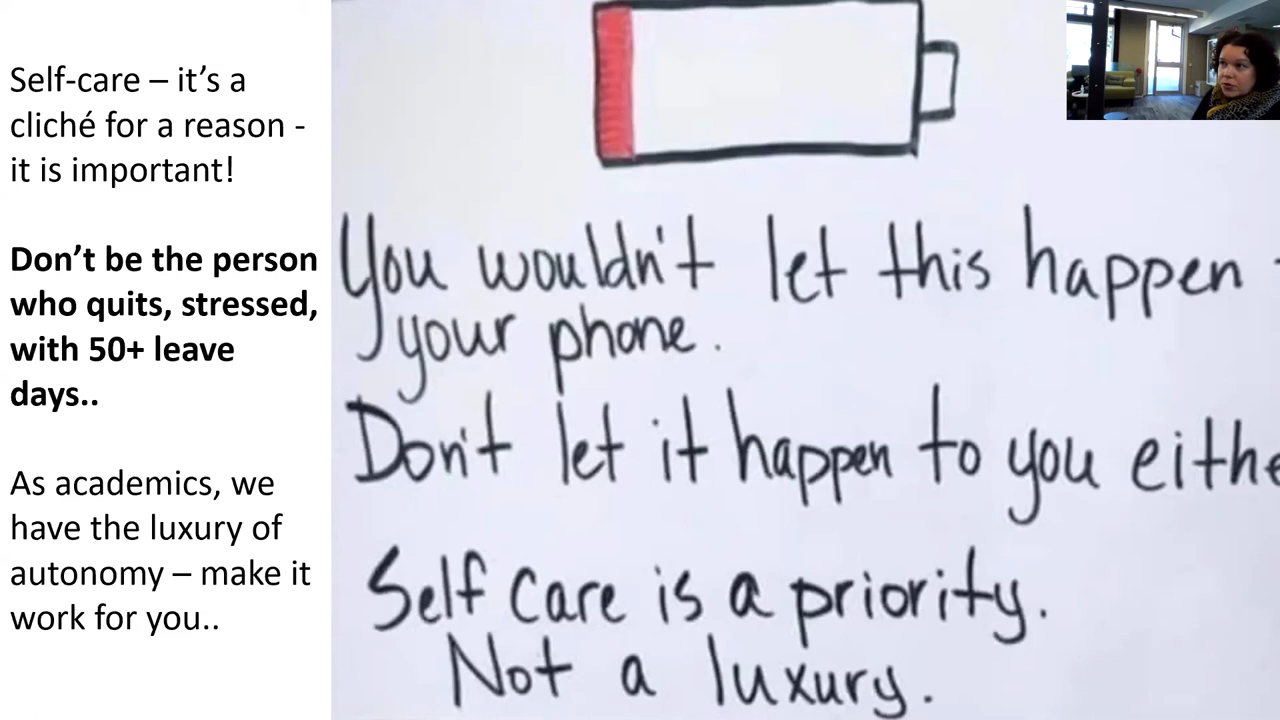 Self-care – it's a
cliché for a reason -
it is important!
Don't be the person
who quits, stressed,
with 50+ leave
days..
As academics, we
have the luxury of
autonomy – make it
work for you..
You wouldn't let this happen
your phone.
Don't let it happen to you eithe
Self care is a priority.
Not a luxury.